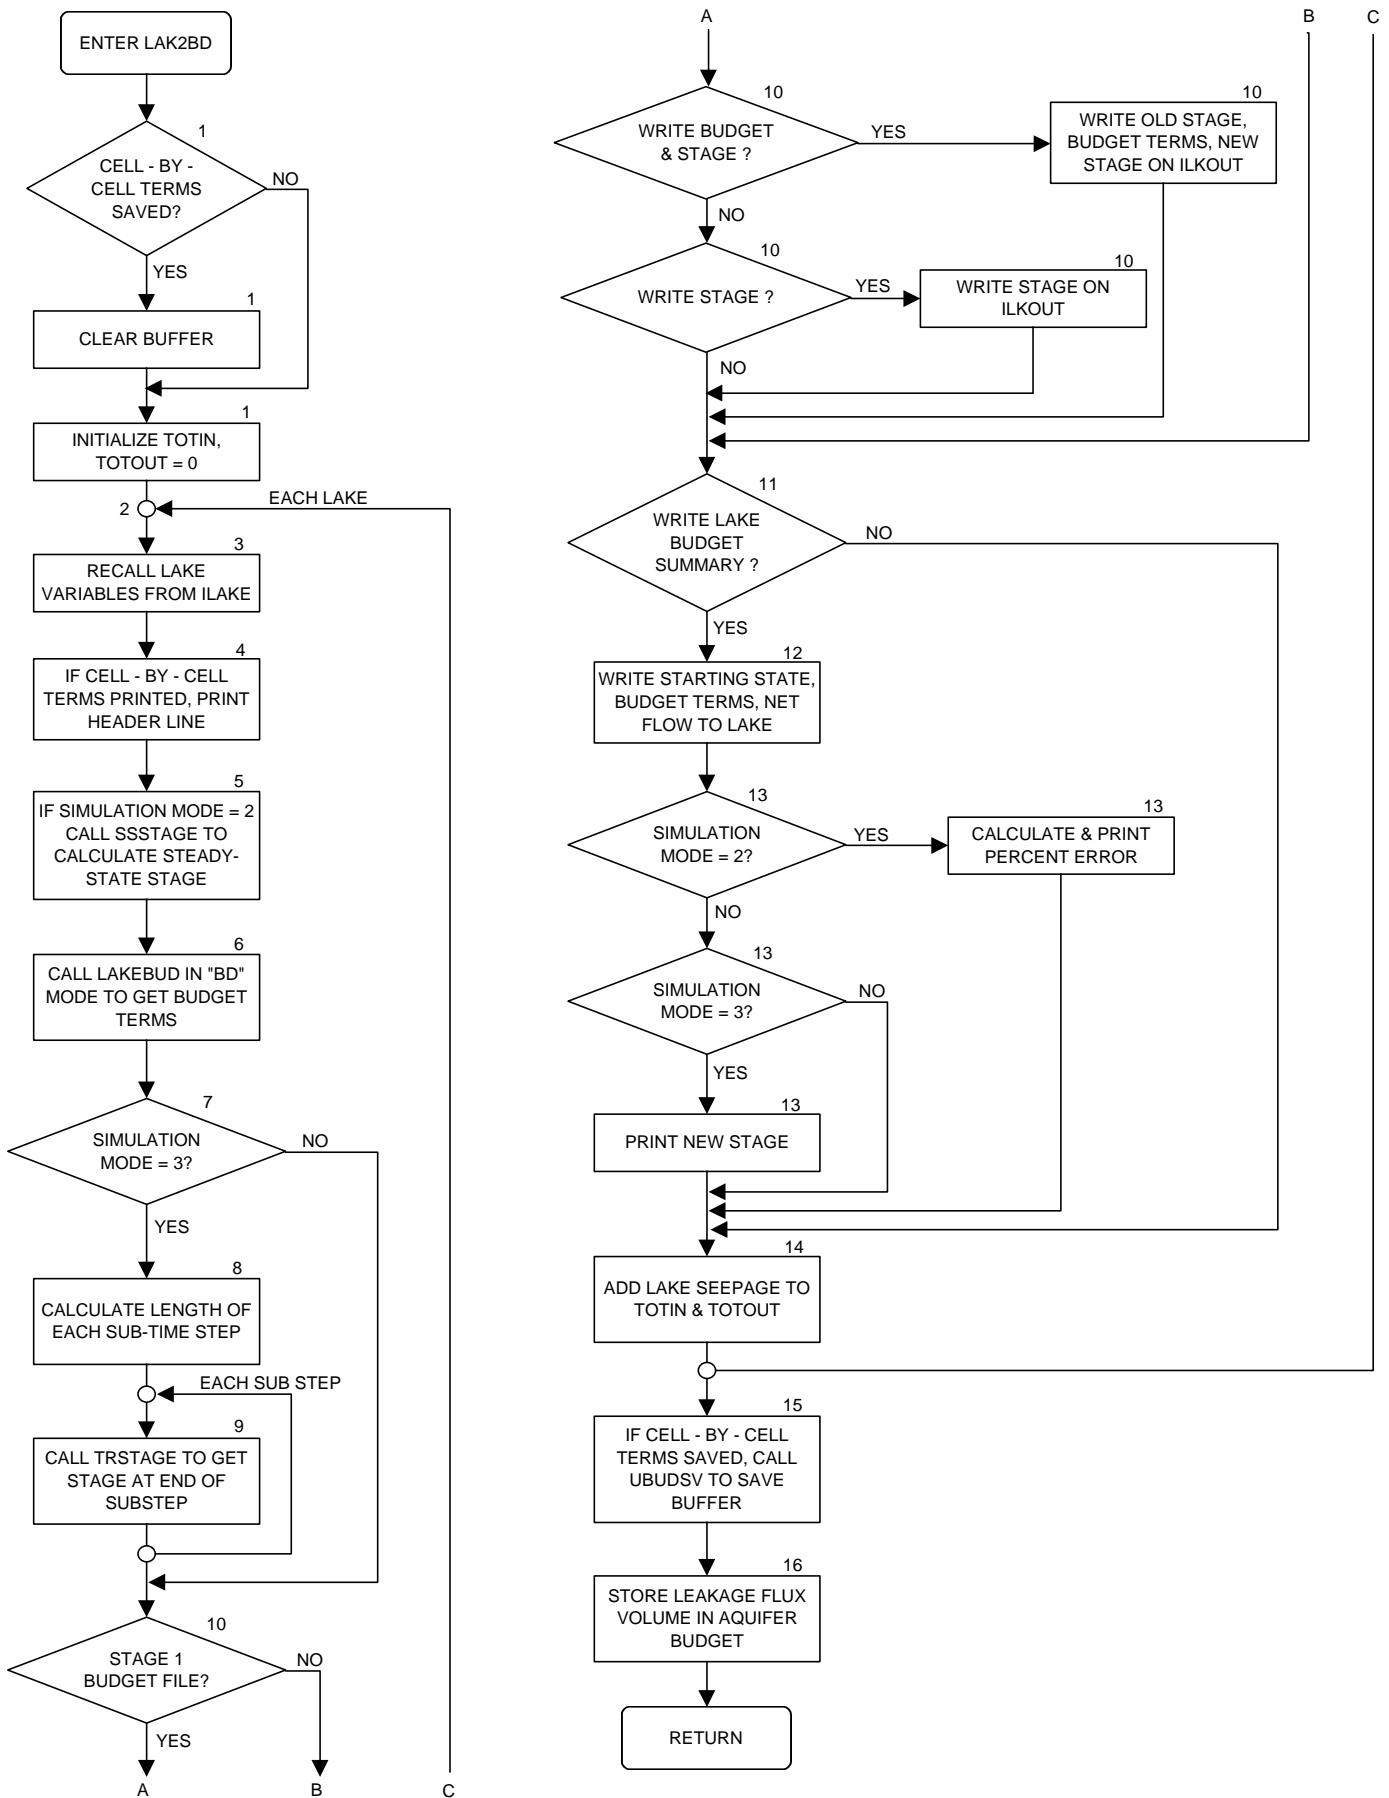 ENTER LAK2BD
1
CELL - BY -
CELL TERMS
SAVED?
NO
YES
1
CLEAR BUFFER
1
INITIALIZE TOTIN,
TOTOUT = 0
EACH LAKE
2
3
RECALL LAKE
VARIABLES FROM ILAKE
4
IF CELL - BY - CELL
TERMS PRINTED, PRINT
HEADER LINE
5
IF SIMULATION MODE = 2
CALL SSSTAGE TO
CALCULATE STEADY-
STATE STAGE
6
CALL LAKEBUD IN "BD"
MODE TO GET BUDGET
TERMS
7
SIMULATION
MODE = 3?
NO
YES
8
CALCULATE LENGTH OF
EACH SUB-TIME STEP
EACH SUB STEP
9
CALL TRSTAGE TO GET
STAGE AT END OF
SUBSTEP
10
STAGE 1
BUDGET FILE?
NO
YES
A
B
C
A
B
C
10
WRITE BUDGET
& STAGE ?
YES
10
WRITE OLD STAGE,
BUDGET TERMS, NEW
STAGE ON ILKOUT
NO
10
WRITE STAGE ?
YES
10
WRITE STAGE ON
ILKOUT
NO
11
WRITE LAKE
BUDGET
SUMMARY ?
NO
YES
12
WRITE STARTING STATE,
BUDGET TERMS, NET
FLOW TO LAKE
13
SIMULATION
MODE = 2?
YES
13
CALCULATE & PRINT
PERCENT ERROR
NO
13
SIMULATION
MODE = 3?
NO
YES
13
PRINT NEW STAGE
14
ADD LAKE SEEPAGE TO
TOTIN & TOTOUT
15
IF CELL - BY - CELL
TERMS SAVED, CALL
UBUDSV TO SAVE
BUFFER
16
STORE LEAKAGE FLUX
VOLUME IN AQUIFER
BUDGET
RETURN